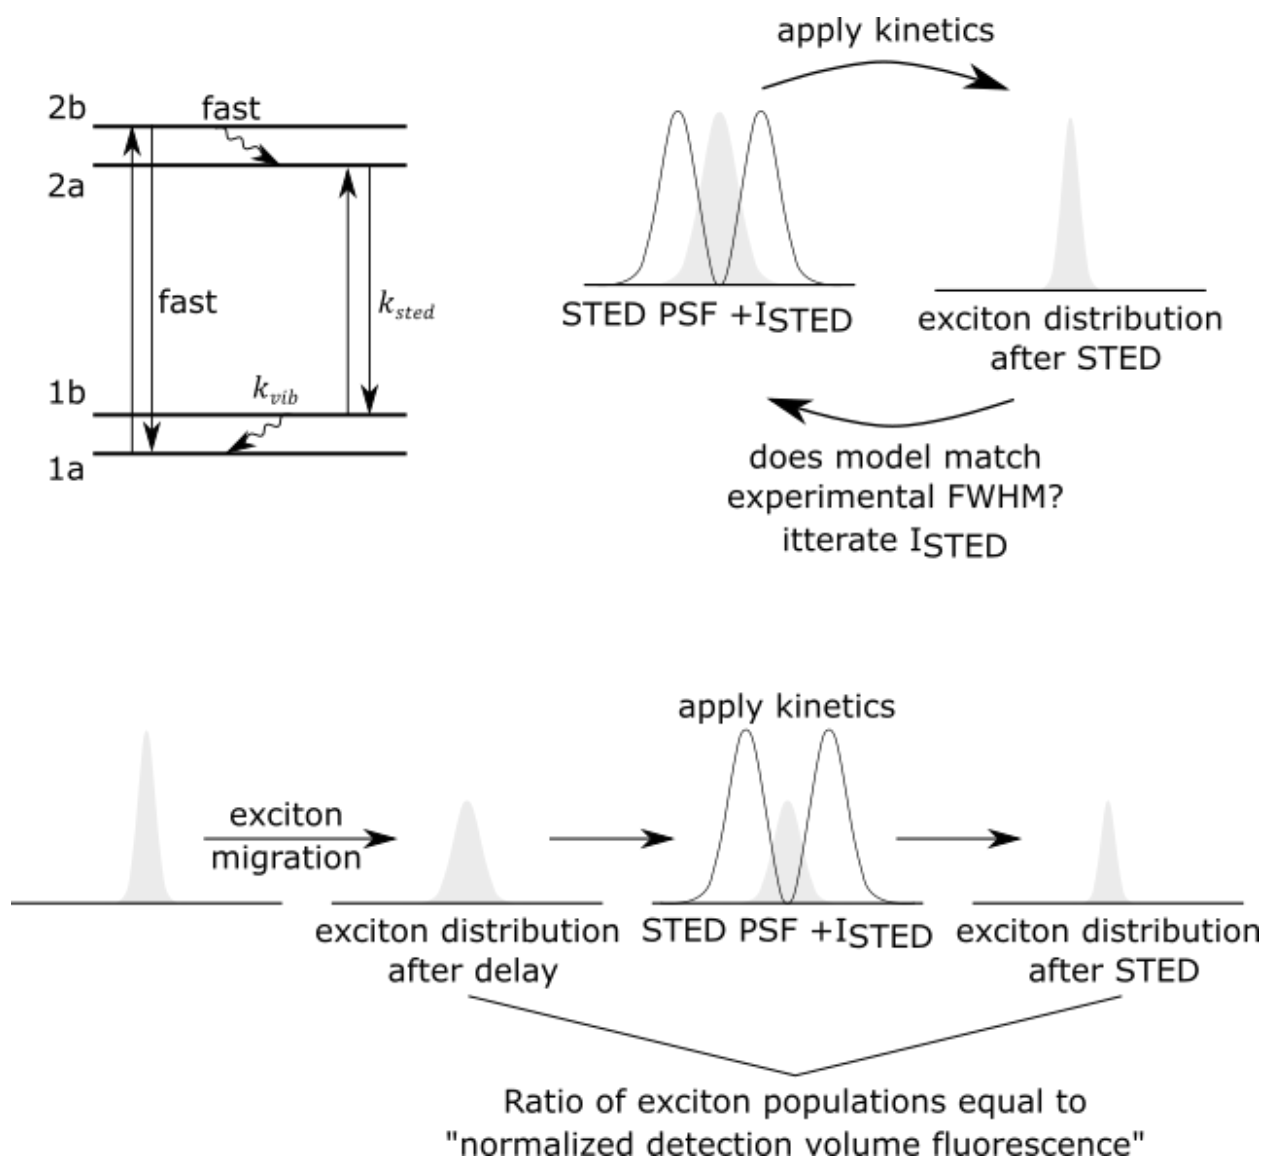 apply kinetics
2b
fast
2a
fast
k_sted
1b
k_vib
1a
STED PSF +I_STED
exciton distribution
after STED
does model match
experimental FWHM?
itterate I_STED
apply kinetics
exciton
migration
exciton distribution
after delay
STED PSF +I_STED
exciton distribution
after STED
Ratio of exciton populations equal to
"normalized detection volume fluorescence"